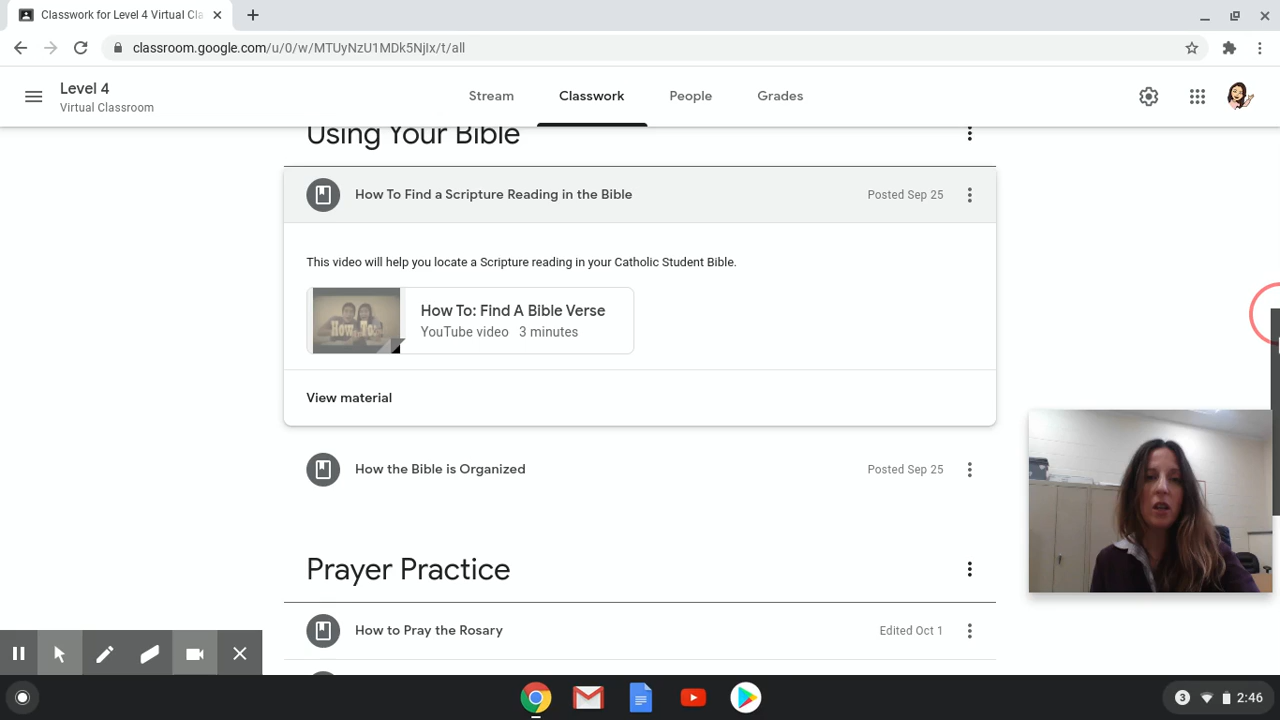 Classwork for Level 4 Virtual Cla
classroom.google.com/u/0/w/MTUyNzU1MDk5NjIx/t/all
Level 4
Virtual Classroom
Stream
Classwork
People
Grades
Using Your Bible
How To Find a Scripture Reading in the Bible
Posted Sep 25
This video will help you locate a Scripture reading in your Catholic Student Bible.
How To:
How To: Find A Bible Verse
YouTube video 3 minutes
View material
How the Bible is Organized
Posted Sep 25
Prayer Practice
How to Pray the Rosary
Edited Oct 1
3
2:46